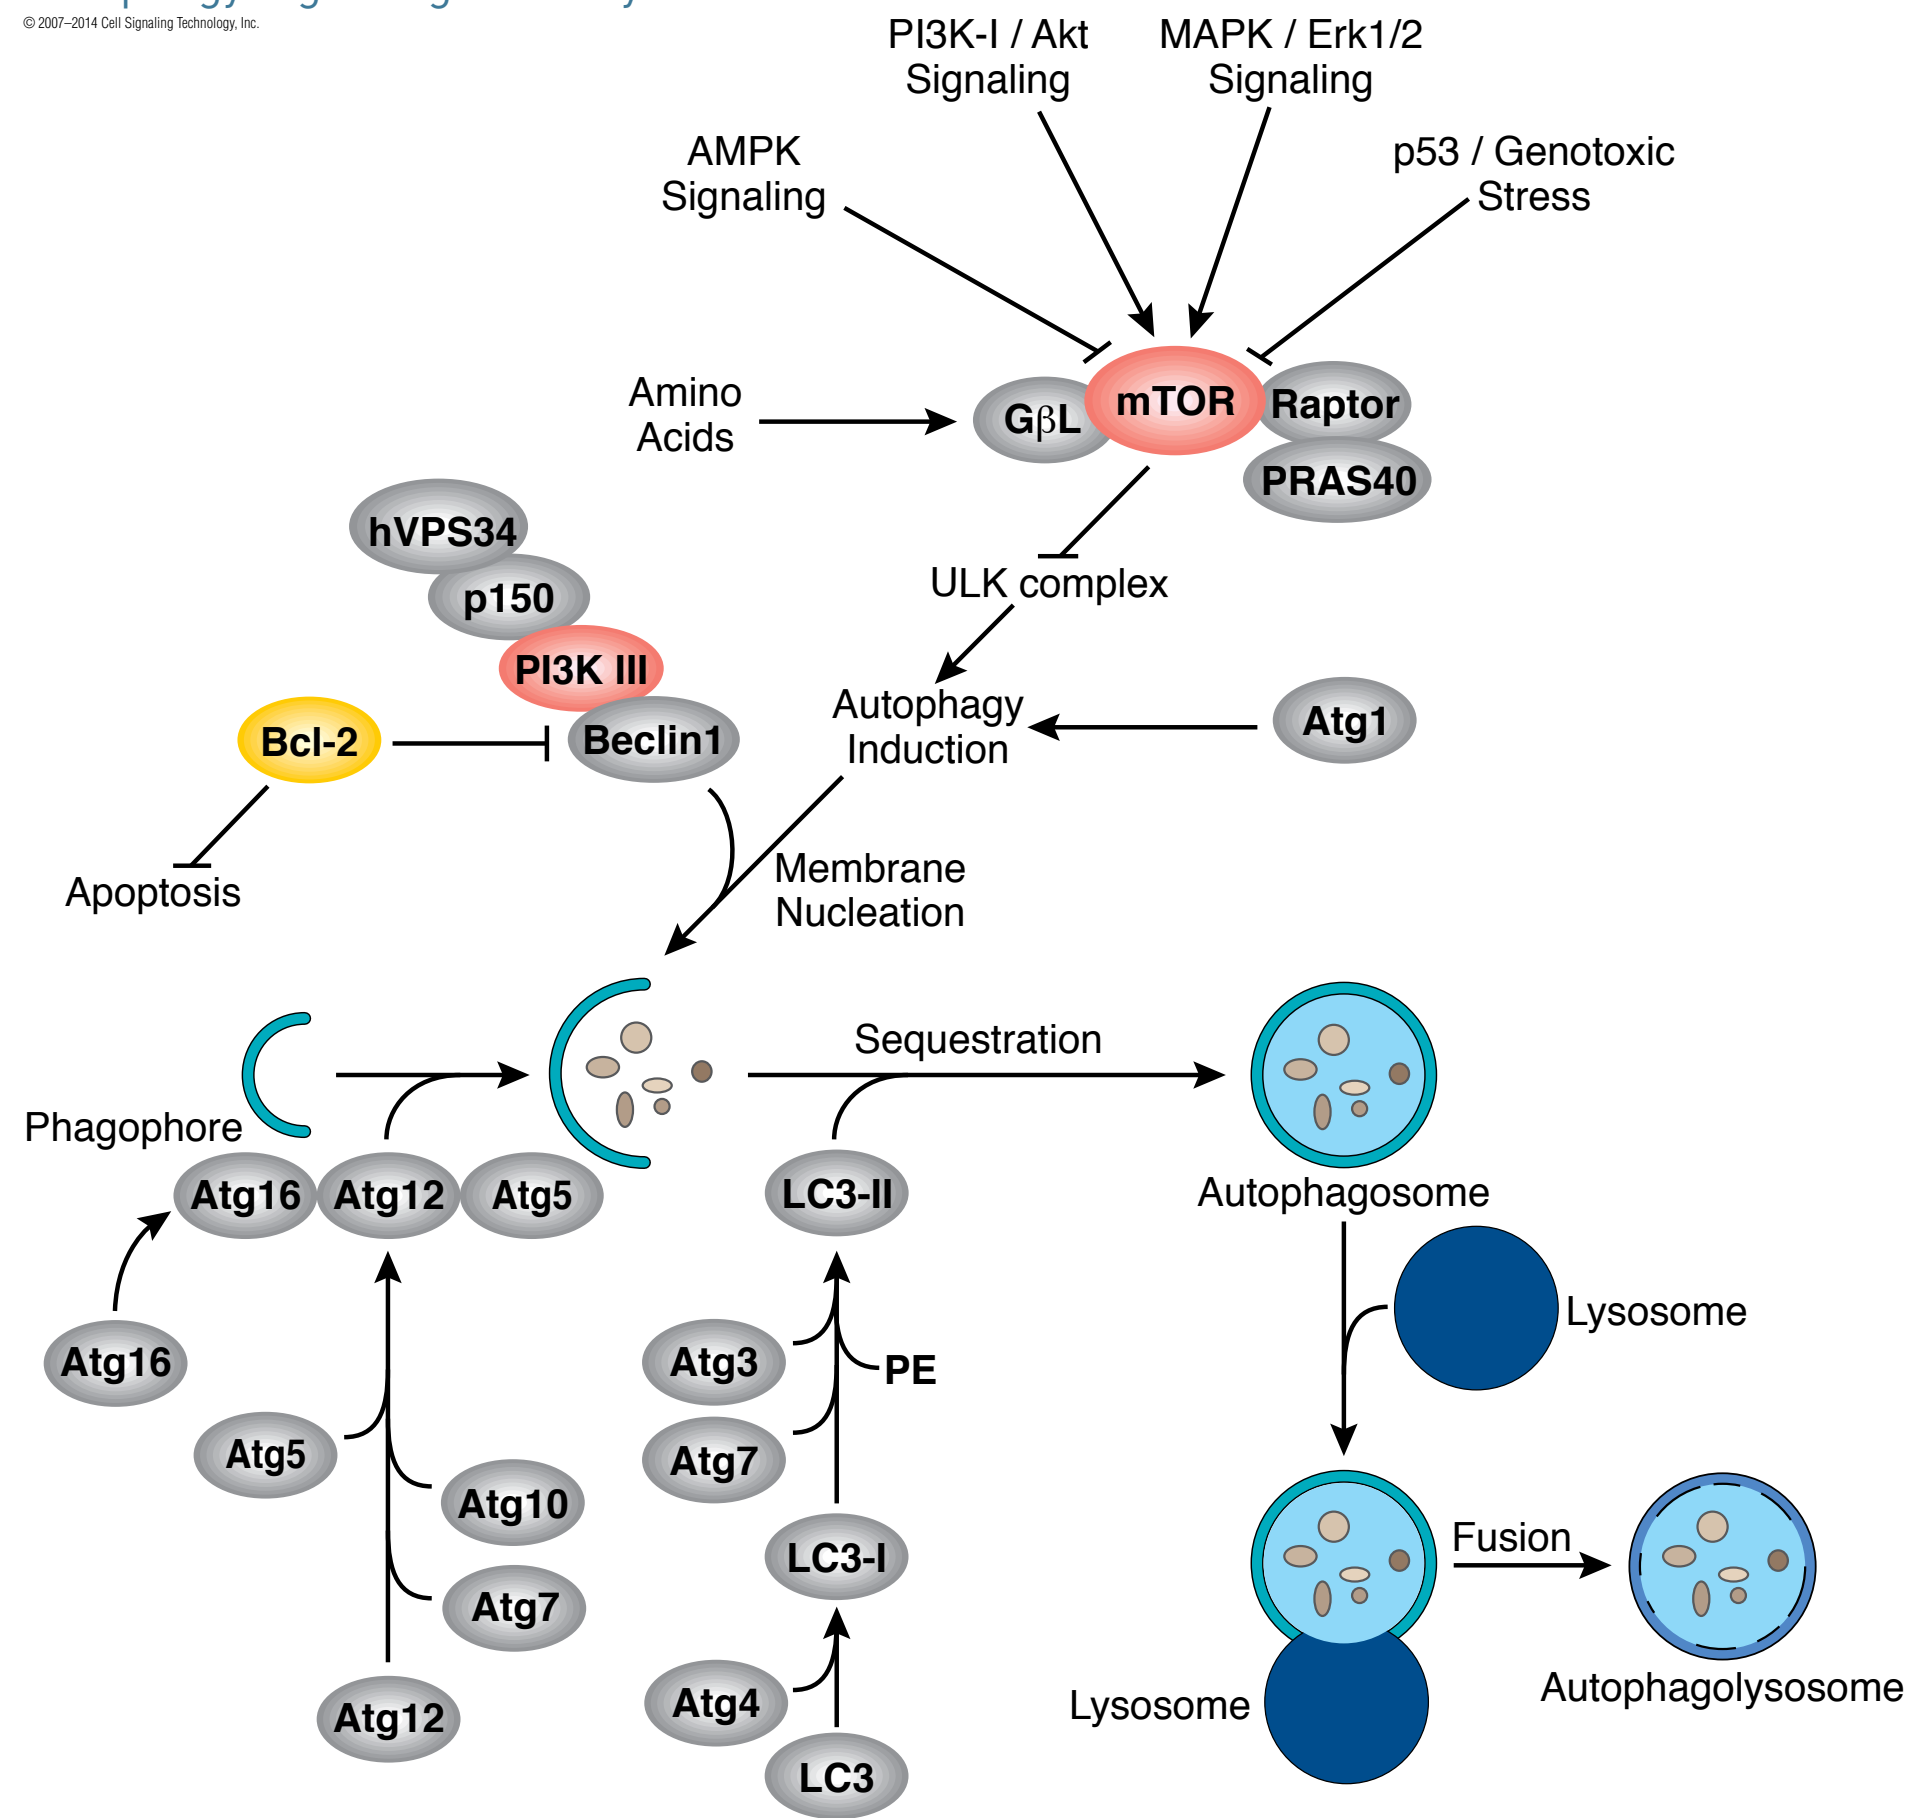 © 2007–2014 Cell Signaling Technology, Inc.
PI3K-I / Akt
Signaling
MAPK / Erk1/2
Signaling
AMPK
Signaling
p53 / Genotoxic
Stress
Amino
Acids
GβL
mTOR
Raptor
PRAS40
hVPS34
p150
PI3K III
Beclin1
Bcl-2
Apoptosis
ULK complex
Autophagy
Induction
Atg1
Membrane
Nucleation
Sequestration
Phagophore
Atg16
Atg12
Atg5
LC3-II
Autophagosome
Lysosome
Atg16
Atg3
PE
Atg5
Atg7
Atg10
LC3-I
Fusion
Atg7
Atg12
Atg4
LC3
Lysosome
Autophagolysosome